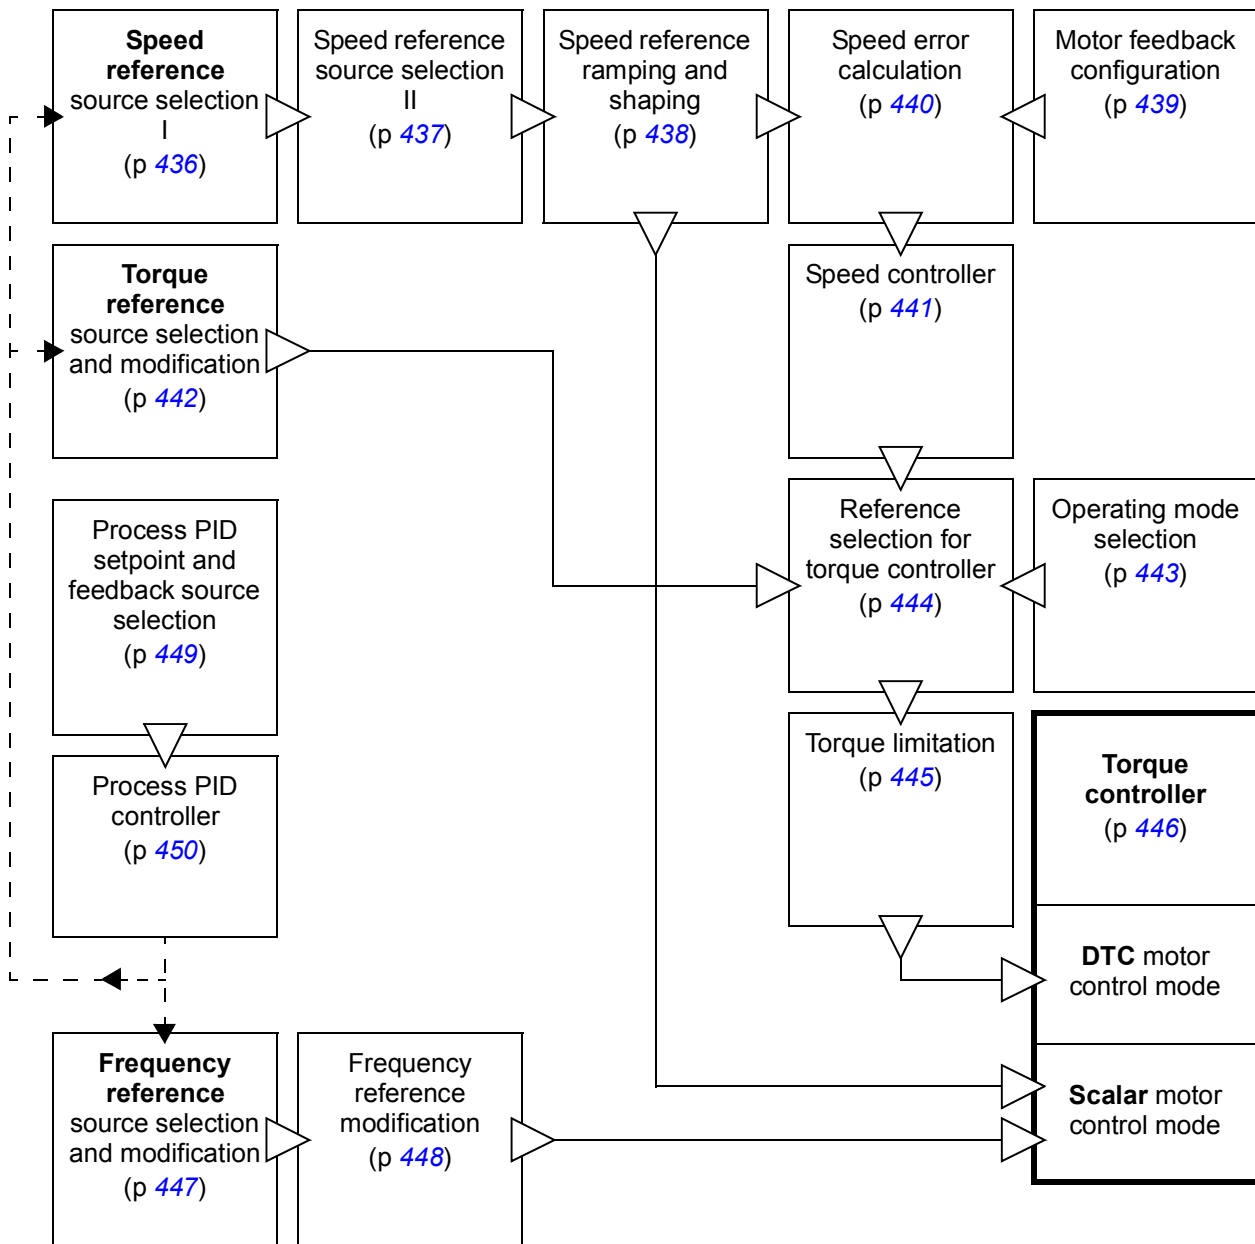 Speed
reference
source selection
I
(p 436)
Speed reference
source selection
II
(p 437)
Speed reference
ramping and
shaping
(p 438)
Speed error
calculation
(p 440)
Motor feedback
configuration
(p 439)
Torque
reference
source selection
and modification
(p 442)
Speed controller
(p 441)
Process PID
setpoint and
feedback source
selection
(p 449)
Reference
selection for
torque controller
(p 444)
Operating mode
selection
(p 443)
Process PID
controller
(p 450)
Torque limitation
(p 445)
Torque
controller
(p 446)
DTC motor
control mode
Frequency
reference
source selection
and modification
(p 447)
Frequency
reference
modification
(p 448)
Scalar motor
control mode